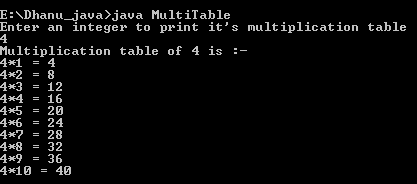 E:\Dhanu_java>java MultiTable
Enter an integer to print it's multiplication table
4
Multiplication table of 4 is :-
4*1 = 4
4*2 = 8
4*3 = 12
4*4 = 16
4*5 = 20
4*6 = 24
4*7 = 28
4*8 = 32
4*9 = 36
4*10 = 40